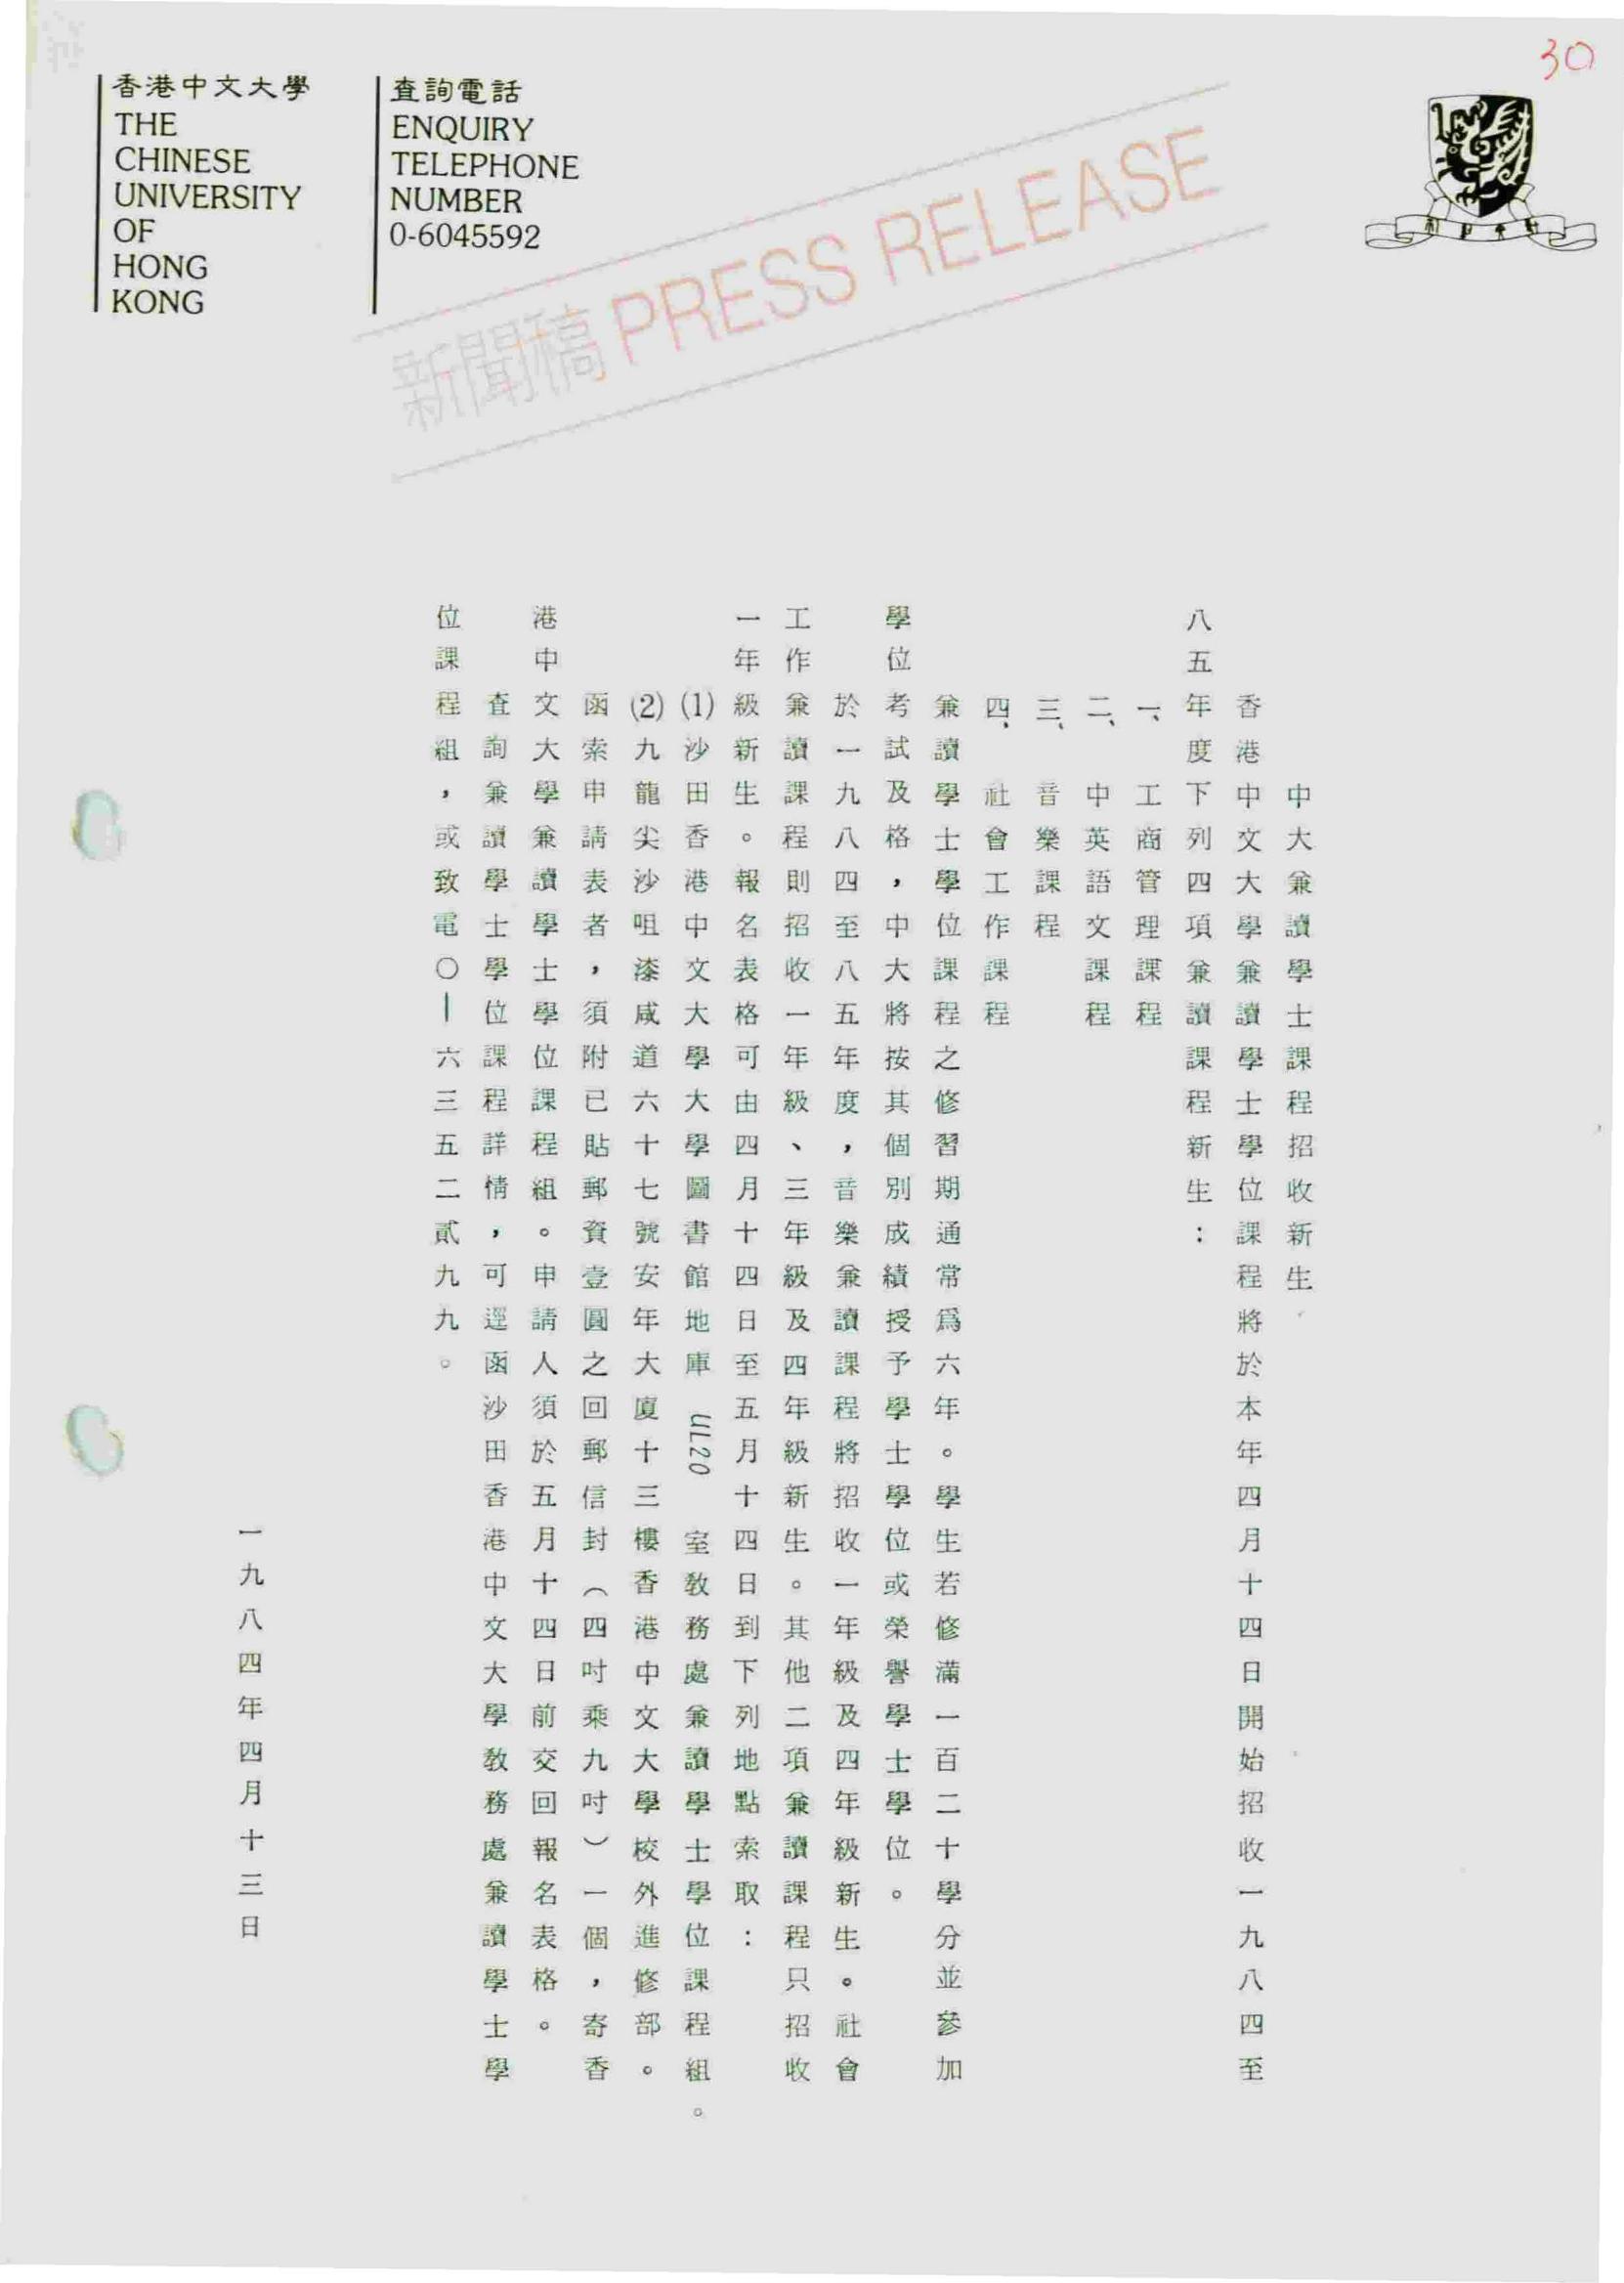 30
香港中文大學
THE
CHINESE
UNIVERSITY
OF
HONG
KONG
查詢電話
ENQUIRY
TELEPHONE
NUMBER
0-6045592
新聞稿 PRESS RELEASE
中大兼讀學士課程招收新生
香港中文大學兼讀學士學位課程將於本年四月十四日開始招收一九八四至
八五年度下列四項兼讀課程新生：
一、工商管理課程
二、中英語文課程
三、音樂課程
四、社會工作課程
兼讀學士學位課程之修習期通常爲六年。學生若修滿一百二十學分並參加
學位考試及格，中大將按其個別成績授予學士學位或榮譽學士學位。
於一九八四至八五年度，音樂兼讀課程將招收一年級及四年級新生。社會
工作兼讀課程則招收一年級、三年級及四年級新生。其他二項兼讀課程只招收
一年級新生。報名表格可由四月十四日至五月十四日到下列地點索取：
(1)沙田香港中文大學大學圖書館地庫 UL20 室教務處兼讀學士學位課程組。
(2)九龍尖沙咀漆咸道六十七號安年大廈十三樓香港中文大學校外進修部。
函索申請表者，須附已貼郵資壹圓之回郵信封（四吋乘九吋）一個，寄香
港中文大學兼讀學士學位課程組。申請人須於五月十四日前交回報名表格。
查詢兼讀學士學位課程詳情，可逕函沙田香港中文大學教務處兼讀學士學
位課程組，或致電〇—六三五二貳九九。
一九八四年四月十三日